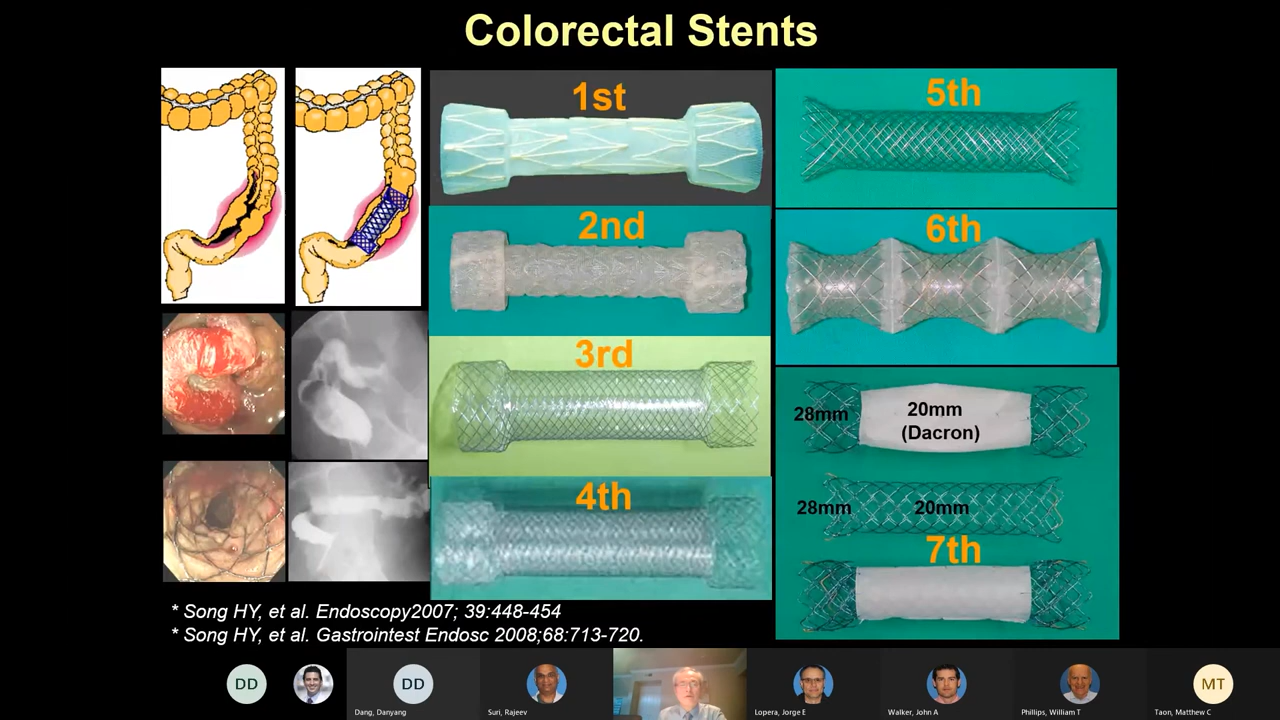 Colorectal Stents
1st
2nd
3rd
4th
5th
6th
28mm
20mm
(Dacron)
28mm
20mm
7th
* Song HY, et al. Endoscopy2007; 39:448-454
* Song HY, et al. Gastrointest Endosc 2008;68:713-720.
DD
DD
MT
Dang, Danyang
Suri, Rajeev
Lopera, Jorge E
Walker, John A
Phillips, William T
Taon, Matthew C